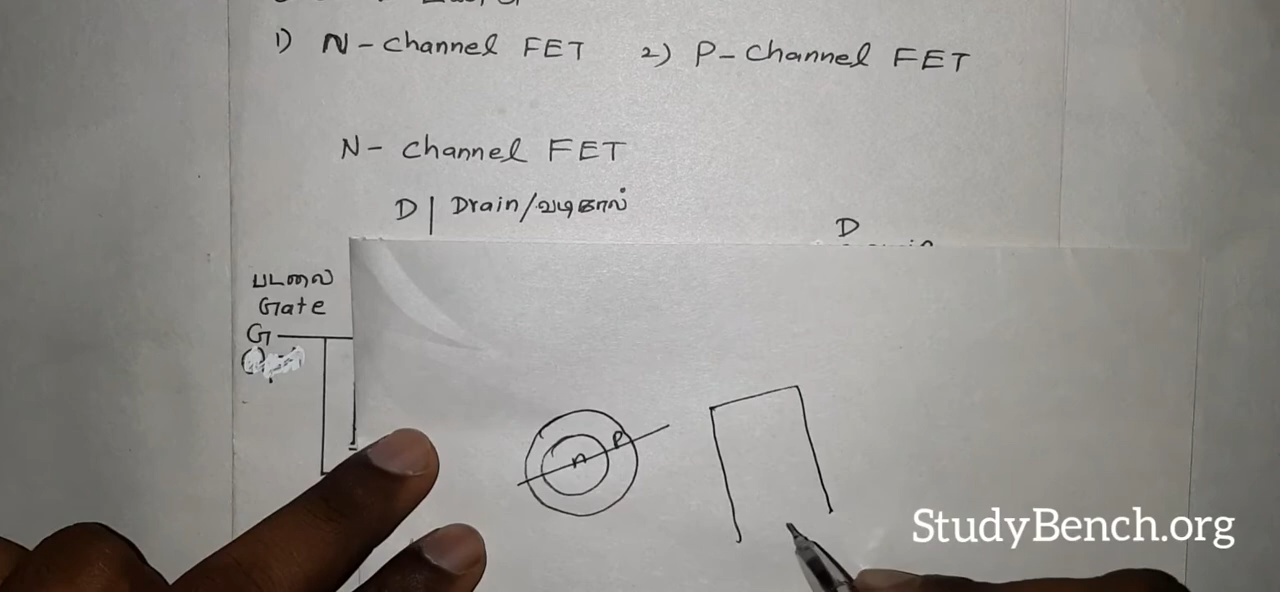 1) N-Channel FET 2) P-Channel FET
N- Channel FET
D | Drain/வடிகால்
D
படலை
Gate
G
n P
StudyBench.org